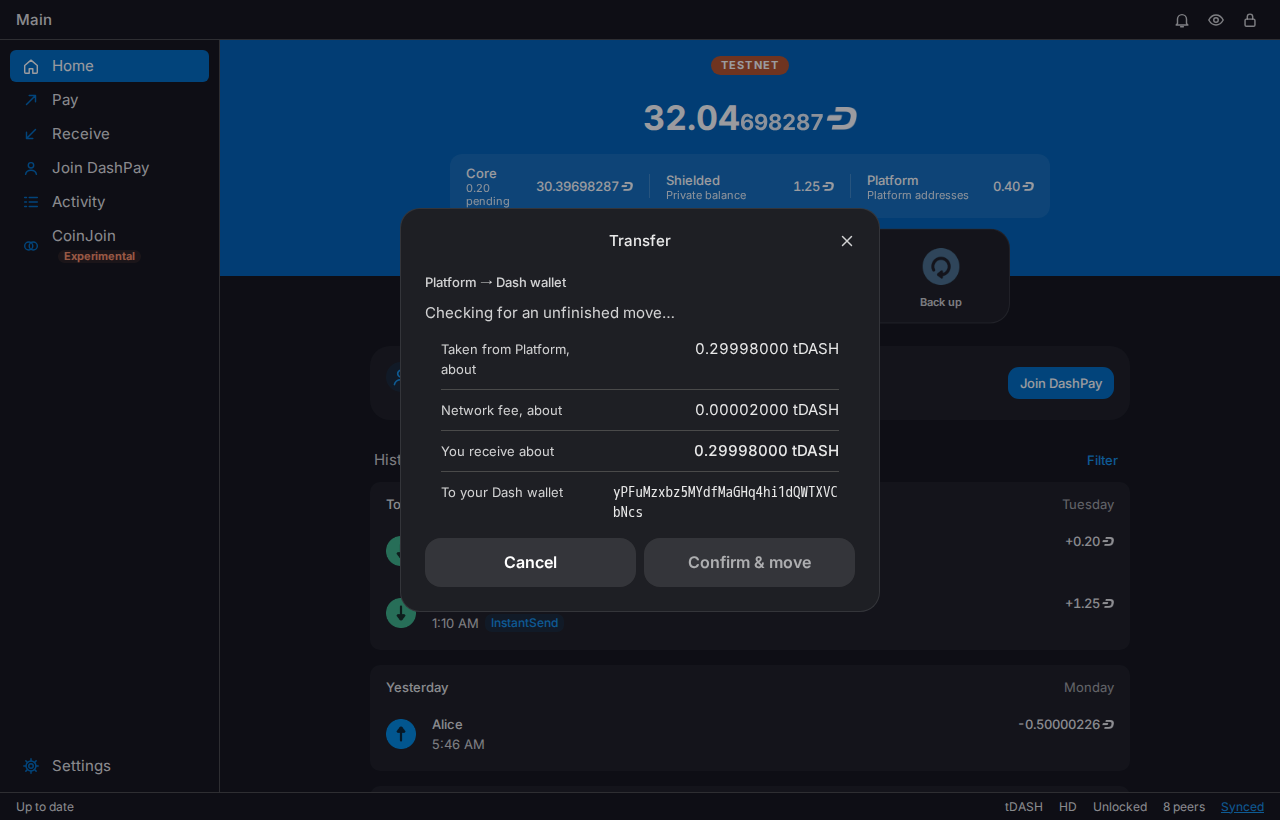 Main
Home
Pay
Receive
Join DashPay
Activity
CoinJoin
Experimental
Settings
TESTNET
32.04698287
Core
0.20
pending
30.39698287
Shielded
Private balance
1.25
Platform
Platform addresses
0.40
Transfer
Platform → Dash wallet
Checking for an unfinished move…
Taken from Platform,
about
0.29998000 tDASH
Network fee, about
0.00002000 tDASH
You receive about
0.29998000 tDASH
To your Dash wallet
yPFuMzxbz5MYdfMaGHq4hi1dQWTXVC
bNcs
Cancel
Confirm & move
Back up
Join DashPay
Filter
Tuesday
+0.20
+1.25
1:10 AM
InstantSend
Yesterday
Monday
Alice
-0.50000226
5:46 AM
Up to date
tDASH
HD
Unlocked
8 peers
Synced